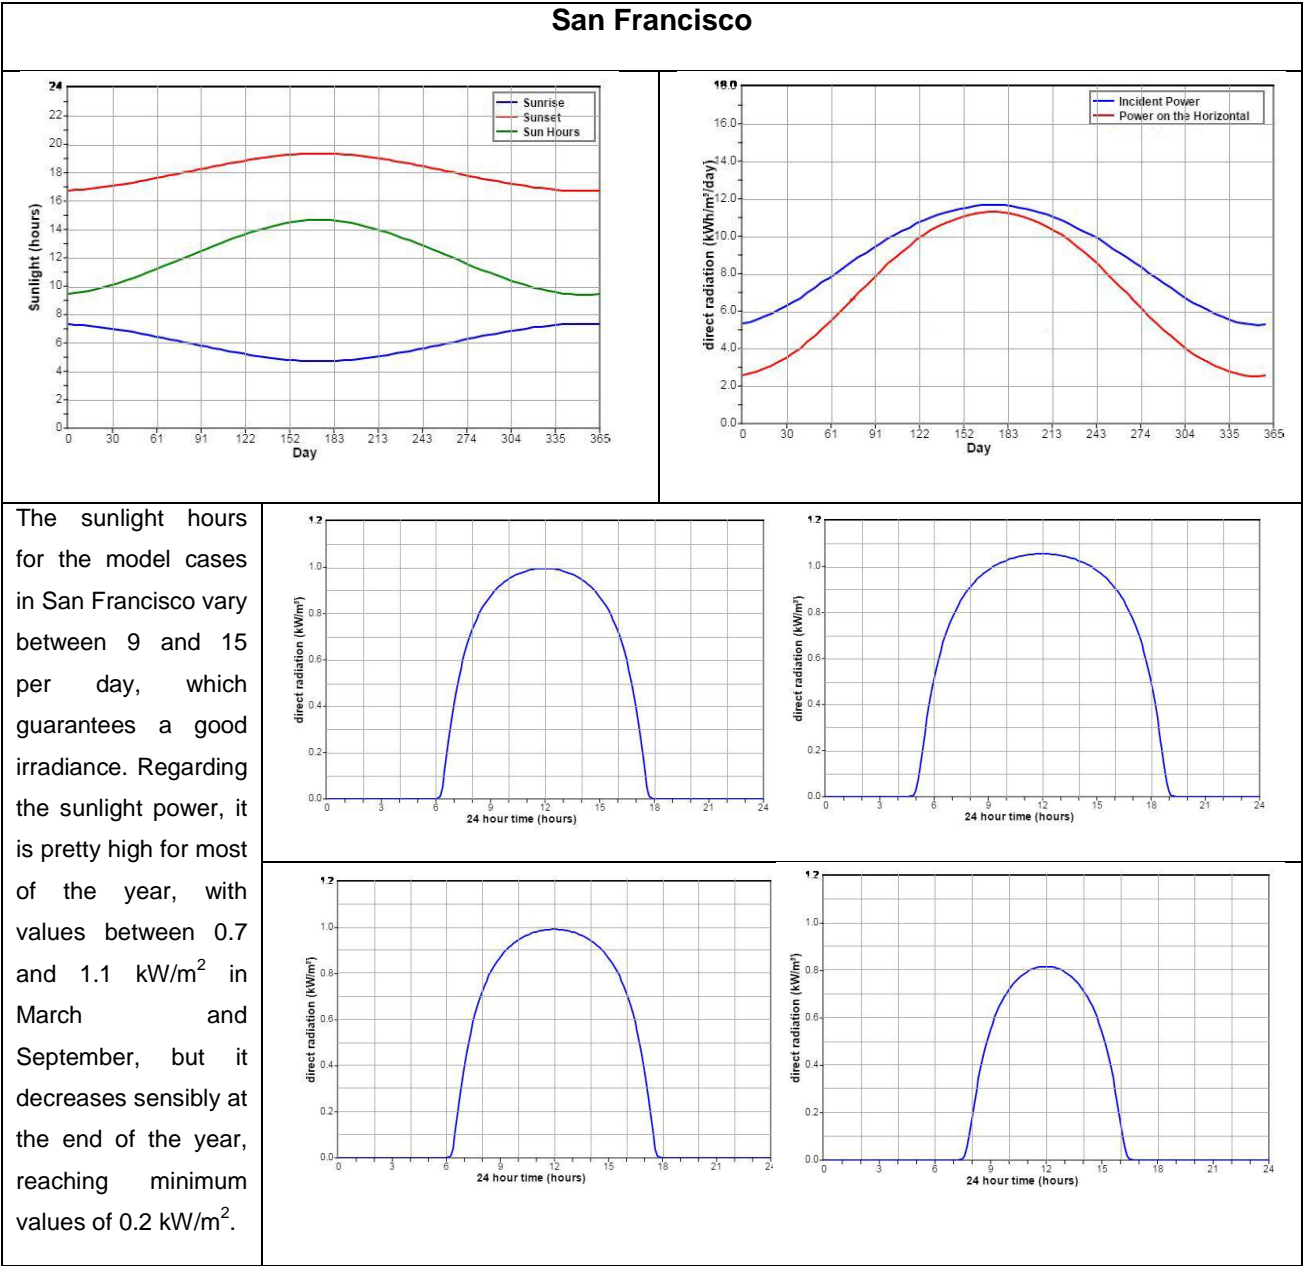 San Francisco
24
22
20
18
16
14
12
10
8
6
4
2
0
Sunlight (hours)
Sunrise
Sunset
Sun Hours
0 30 61 91 122 152 183 213 243 274 304 335 365
Day
18.0
16.0
14.0
12.0
10.0
8.0
6.0
4.0
2.0
0.0
direct radiation (kWh/m²/day)
Incident Power
Power on the Horizontal
0 30 61 91 122 152 183 213 243 274 304 335 365
Day
The sunlight hours
for the model cases
in San Francisco vary
between 9 and 15
per day, which
guarantees a good
irradiance. Regarding
the sunlight power, it
is pretty high for most
of the year, with
values between 0.7
and 1.1 kW/m² in
March and
September, but it
decreases sensibly at
the end of the year,
reaching minimum
values of 0.2 kW/m².
1.2
1.0
0.8
0.6
0.4
0.2
0.0
direct radiation (kW/m²)
0 3 6 9 12 15 18 21 24
24 hour time (hours)
1.2
1.0
0.8
0.6
0.4
0.2
0.0
direct radiation (kW/m²)
0 3 6 9 12 15 18 21 24
24 hour time (hours)
1.2
1.0
0.8
0.6
0.4
0.2
0.0
direct radiation (kW/m²)
0 3 6 9 12 15 18 21 2
24 hour time (hours)
1.2
1.0
0.8
0.6
0.4
0.2
0.0
direct radiation (kW/m²)
0 3 6 9 12 15 18 21 24
24 hour time (hours)